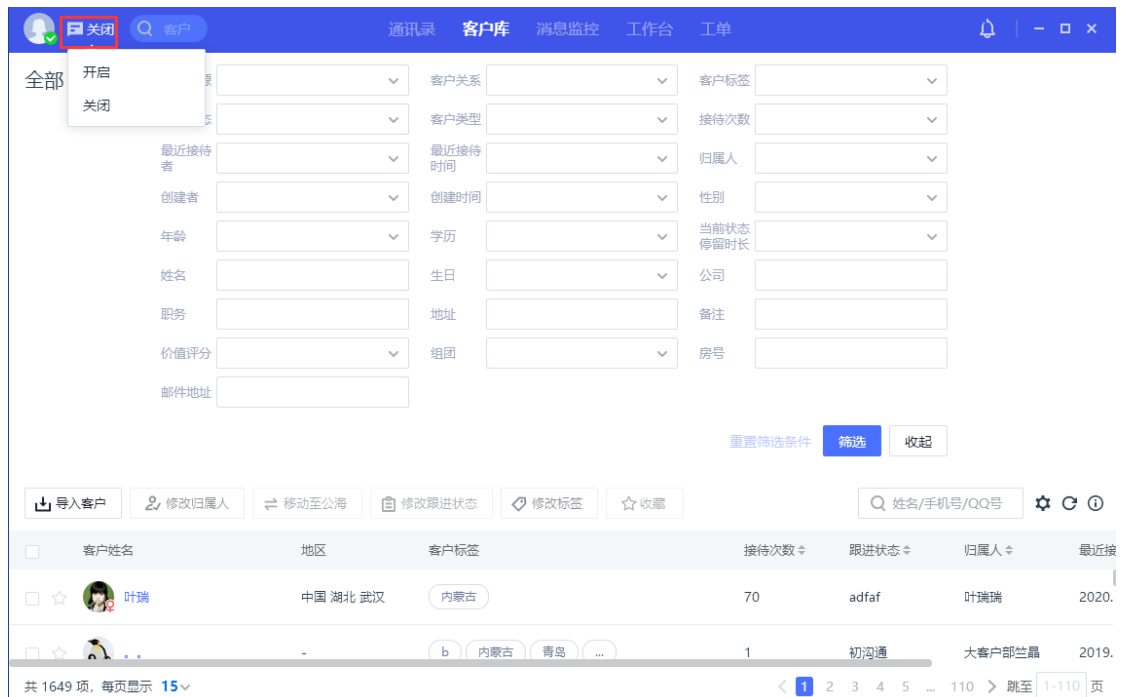 关闭 客户 通讯录 客户库 消息监控 工作台 工单
开启
关闭
全部
客户关系 客户标签
客户类型 接待次数
最近接待者 最近接待时间 归属人
创建者 创建时间 性别
年龄 学历 当前状态停留时长
姓名 生日 公司
职务 地址 备注
价值评分 组团 房号
邮件地址
重置筛选条件 筛选 收起
导入客户 修改归属人 移动至公海 修改跟进状态 修改标签 收藏 姓名/手机号/QQ号
客户姓名 地区 客户标签 接待次数 跟进状态 归属人 最近接
叶瑞 中国 湖北 武汉 内蒙古 70 adfaf 叶瑞瑞 2020.
。。 - b 内蒙古 青岛 ... 1 初沟通 大客户部竺晶 2019.
共 1649 项, 每页显示 15 1 2 3 4 5 ... 110 跳至 1-110 页